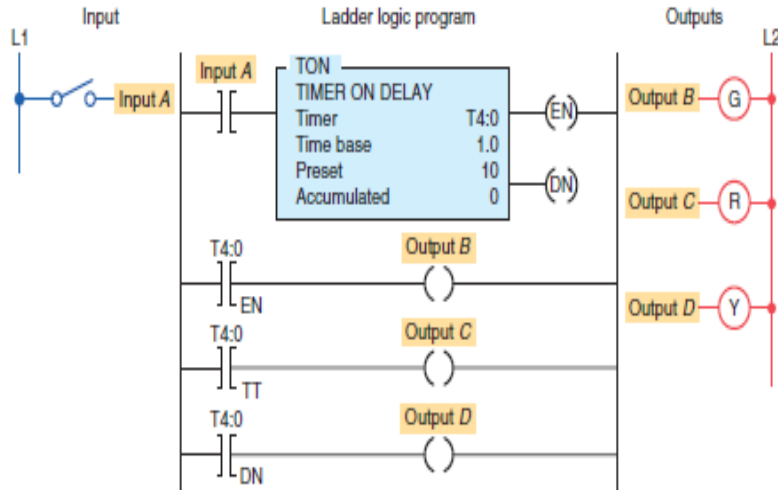 Input
Ladder logic program
Outputs
L1
L2
Input A
Input A
TON
TIMER ON DELAY
Timer T4:0
Time base 1.0
Preset 10
Accumulated 0
EN
DN
Output B
G
Output C
R
Output D
Y
T4:0
EN
Output B
T4:0
TT
Output C
T4:0
DN
Output D